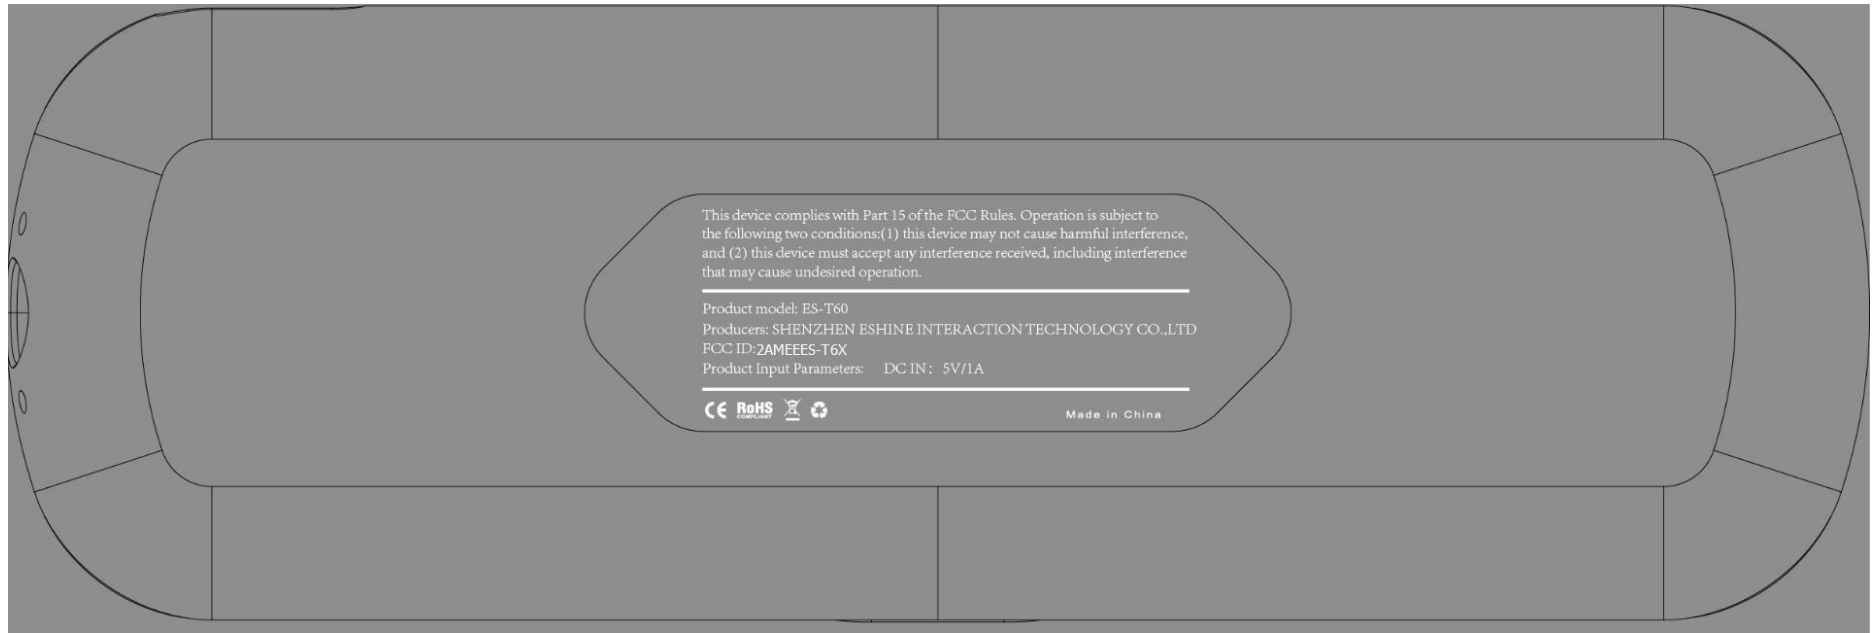 This device complies with Part 15 of the FCC Rules. Operation is subject to
the following two conditions:(1) this device may not cause harmful interference,
and (2) this device must accept any interference received, including interference
that may cause undesired operation.
Product model: ES-T60
Producers: SHENZHEN ESHINE INTERACTION TECHNOLOGY CO.,LTD
FCC ID:2AMEEES-T6X
Product Input Parameters: DC IN: 5V/1A
CE RoHS
COMPLIANT
Made in China